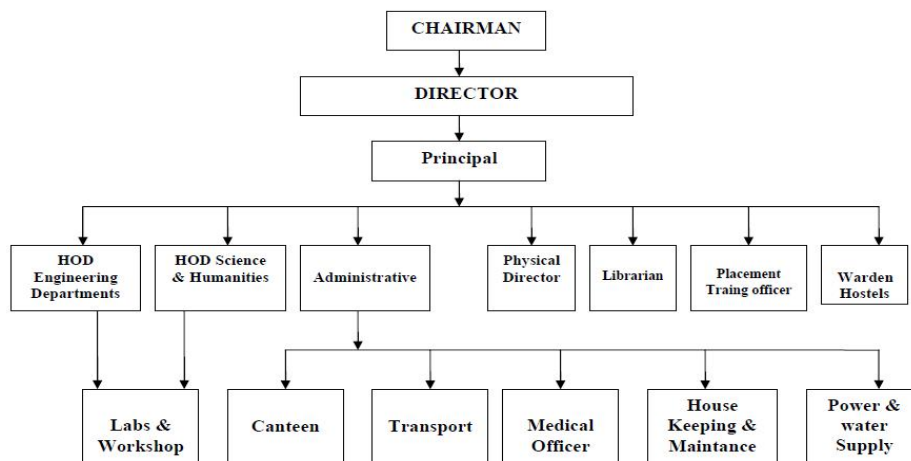 CHAIRMAN
DIRECTOR
Principal
HOD
Engineering
Departments
HOD Science
& Humanities
Administrative
Physical
Director
Librarian
Placement
Traing officer
Warden
Hostels
Labs &
Workshop
Canteen
Transport
Medical
Officer
House
Keeping &
Maintance
Power &
water
Supply